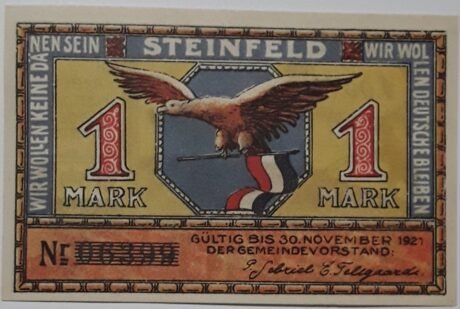 WIR WOLLEN KEINE DÄNEN SEIN
STEINFELD
WIR WOLLEN DEUTSCHE BLEIBEN
1 1
MARK MARK
GÜLTIG BIS 30. NOVEMBER 1921
Nr. 06399 DER GEMEINDEVORSTAND: